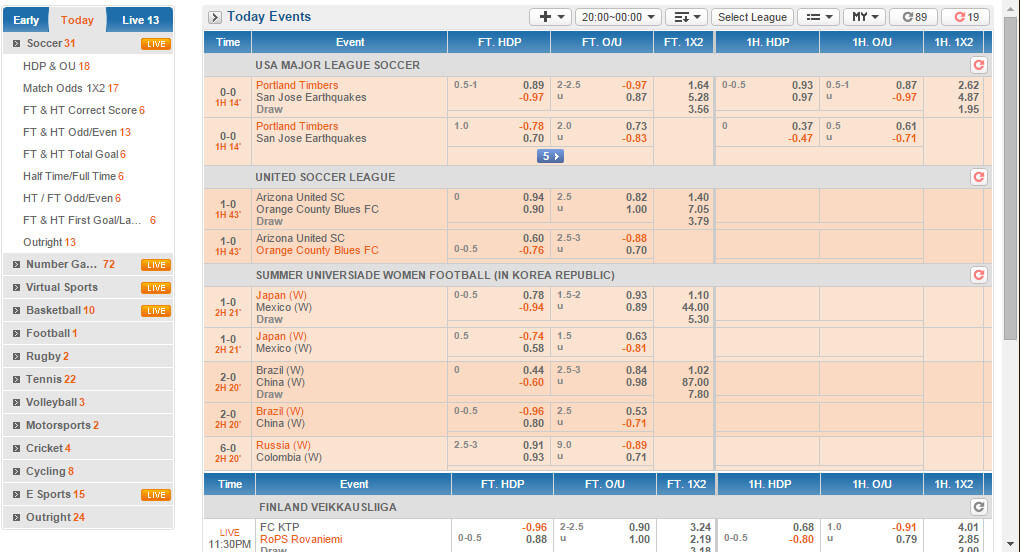 Early Today Live 13
Soccer 31 LIVE
HDP & OU 18
Match Odds 1X2 17
FT & HT Correct Score 6
FT & HT Odd/Even 13
FT & HT Total Goal 6
Half Time/Full Time 6
HT / FT Odd/Even 6
FT & HT First Goal/La... 6
Outright 13
Number Ga... 72 LIVE
Virtual Sports LIVE
Basketball 10 LIVE
Football 1
Rugby 2
Tennis 22
Volleyball 3
Motorsports 2
Cricket 4
Cycling 8
E Sports 15 LIVE
Outright 24
Today Events 20:00~00:00 Select League MY 89 19
Time Event FT. HDP FT. O/U FT. 1X2 1H. HDP 1H. O/U 1H. 1X2
USA MAJOR LEAGUE SOCCER
0-0 Portland Timbers 0.5-1 0.89 2-2.5 -0.97 1.64 0-0.5 0.93 0.5-1 0.87 2.62
1H 14' San Jose Earthquakes -0.97 u 0.87 5.28 0.97 u -0.97 4.87
Draw 3.56 1.95
0-0 Portland Timbers 1.0 -0.78 2.0 0.73 0 0.37 0.5 0.61
1H 14' San Jose Earthquakes 0.70 u -0.83 -0.47 u -0.71
5
UNITED SOCCER LEAGUE
1-0 Arizona United SC 0 0.94 2.5 0.82 1.40
1H 43' Orange County Blues FC 0.90 u 1.00 7.05
Draw 3.79
1-0 Arizona United SC 0.60 2.5-3 -0.88
1H 43' Orange County Blues FC 0-0.5 -0.76 u 0.70
SUMMER UNIVERSIADE WOMEN FOOTBALL (IN KOREA REPUBLIC)
1-0 Japan (W) 0-0.5 0.78 1.5-2 0.93 1.10
2H 21' Mexico (W) -0.94 u 0.89 44.00
Draw 5.30
1-0 Japan (W) 0.5 -0.74 1.5 0.63
2H 21' Mexico (W) 0.58 u -0.81
2-0 Brazil (W) 0 0.44 2.5-3 0.84 1.02
2H 20' China (W) -0.60 u 0.98 87.00
Draw 7.80
2-0 Brazil (W) 0-0.5 -0.96 2.5 0.53
2H 20' China (W) 0.80 u -0.71
6-0 Russia (W) 2.5-3 0.91 9.0 -0.89
2H 20' Colombia (W) 0.93 u 0.71
Time Event FT. HDP FT. O/U FT. 1X2 1H. HDP 1H. O/U 1H. 1X2
FINLAND VEIKKAUSLIIGA
LIVE FC KTP -0.96 2-2.5 0.90 3.24 0.68 1.0 -0.91 4.01
11:30PM RoPS Rovaniemi 0-0.5 0.88 u 1.00 2.19 0-0.5 -0.80 u 0.79 2.85
Draw 3.18 2.00